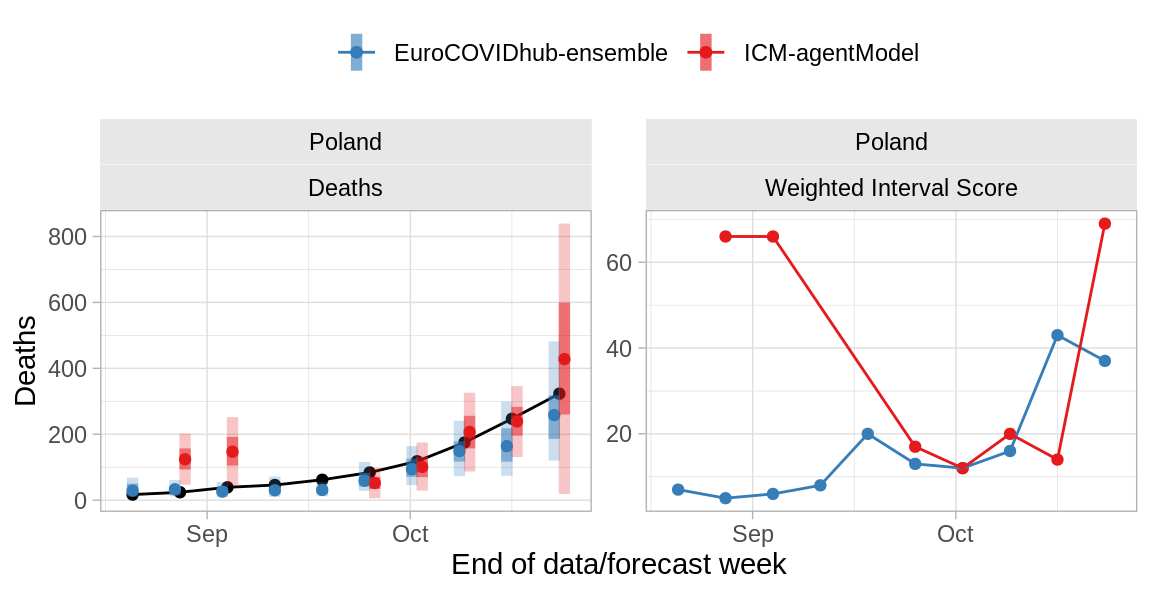 EuroCOVIDhub-ensemble ICM-agentModel
Poland
Deaths
Poland
Weighted Interval Score
Deaths
800
600
400
200
0
Sep Oct
60
40
20
Sep Oct
End of data/forecast week